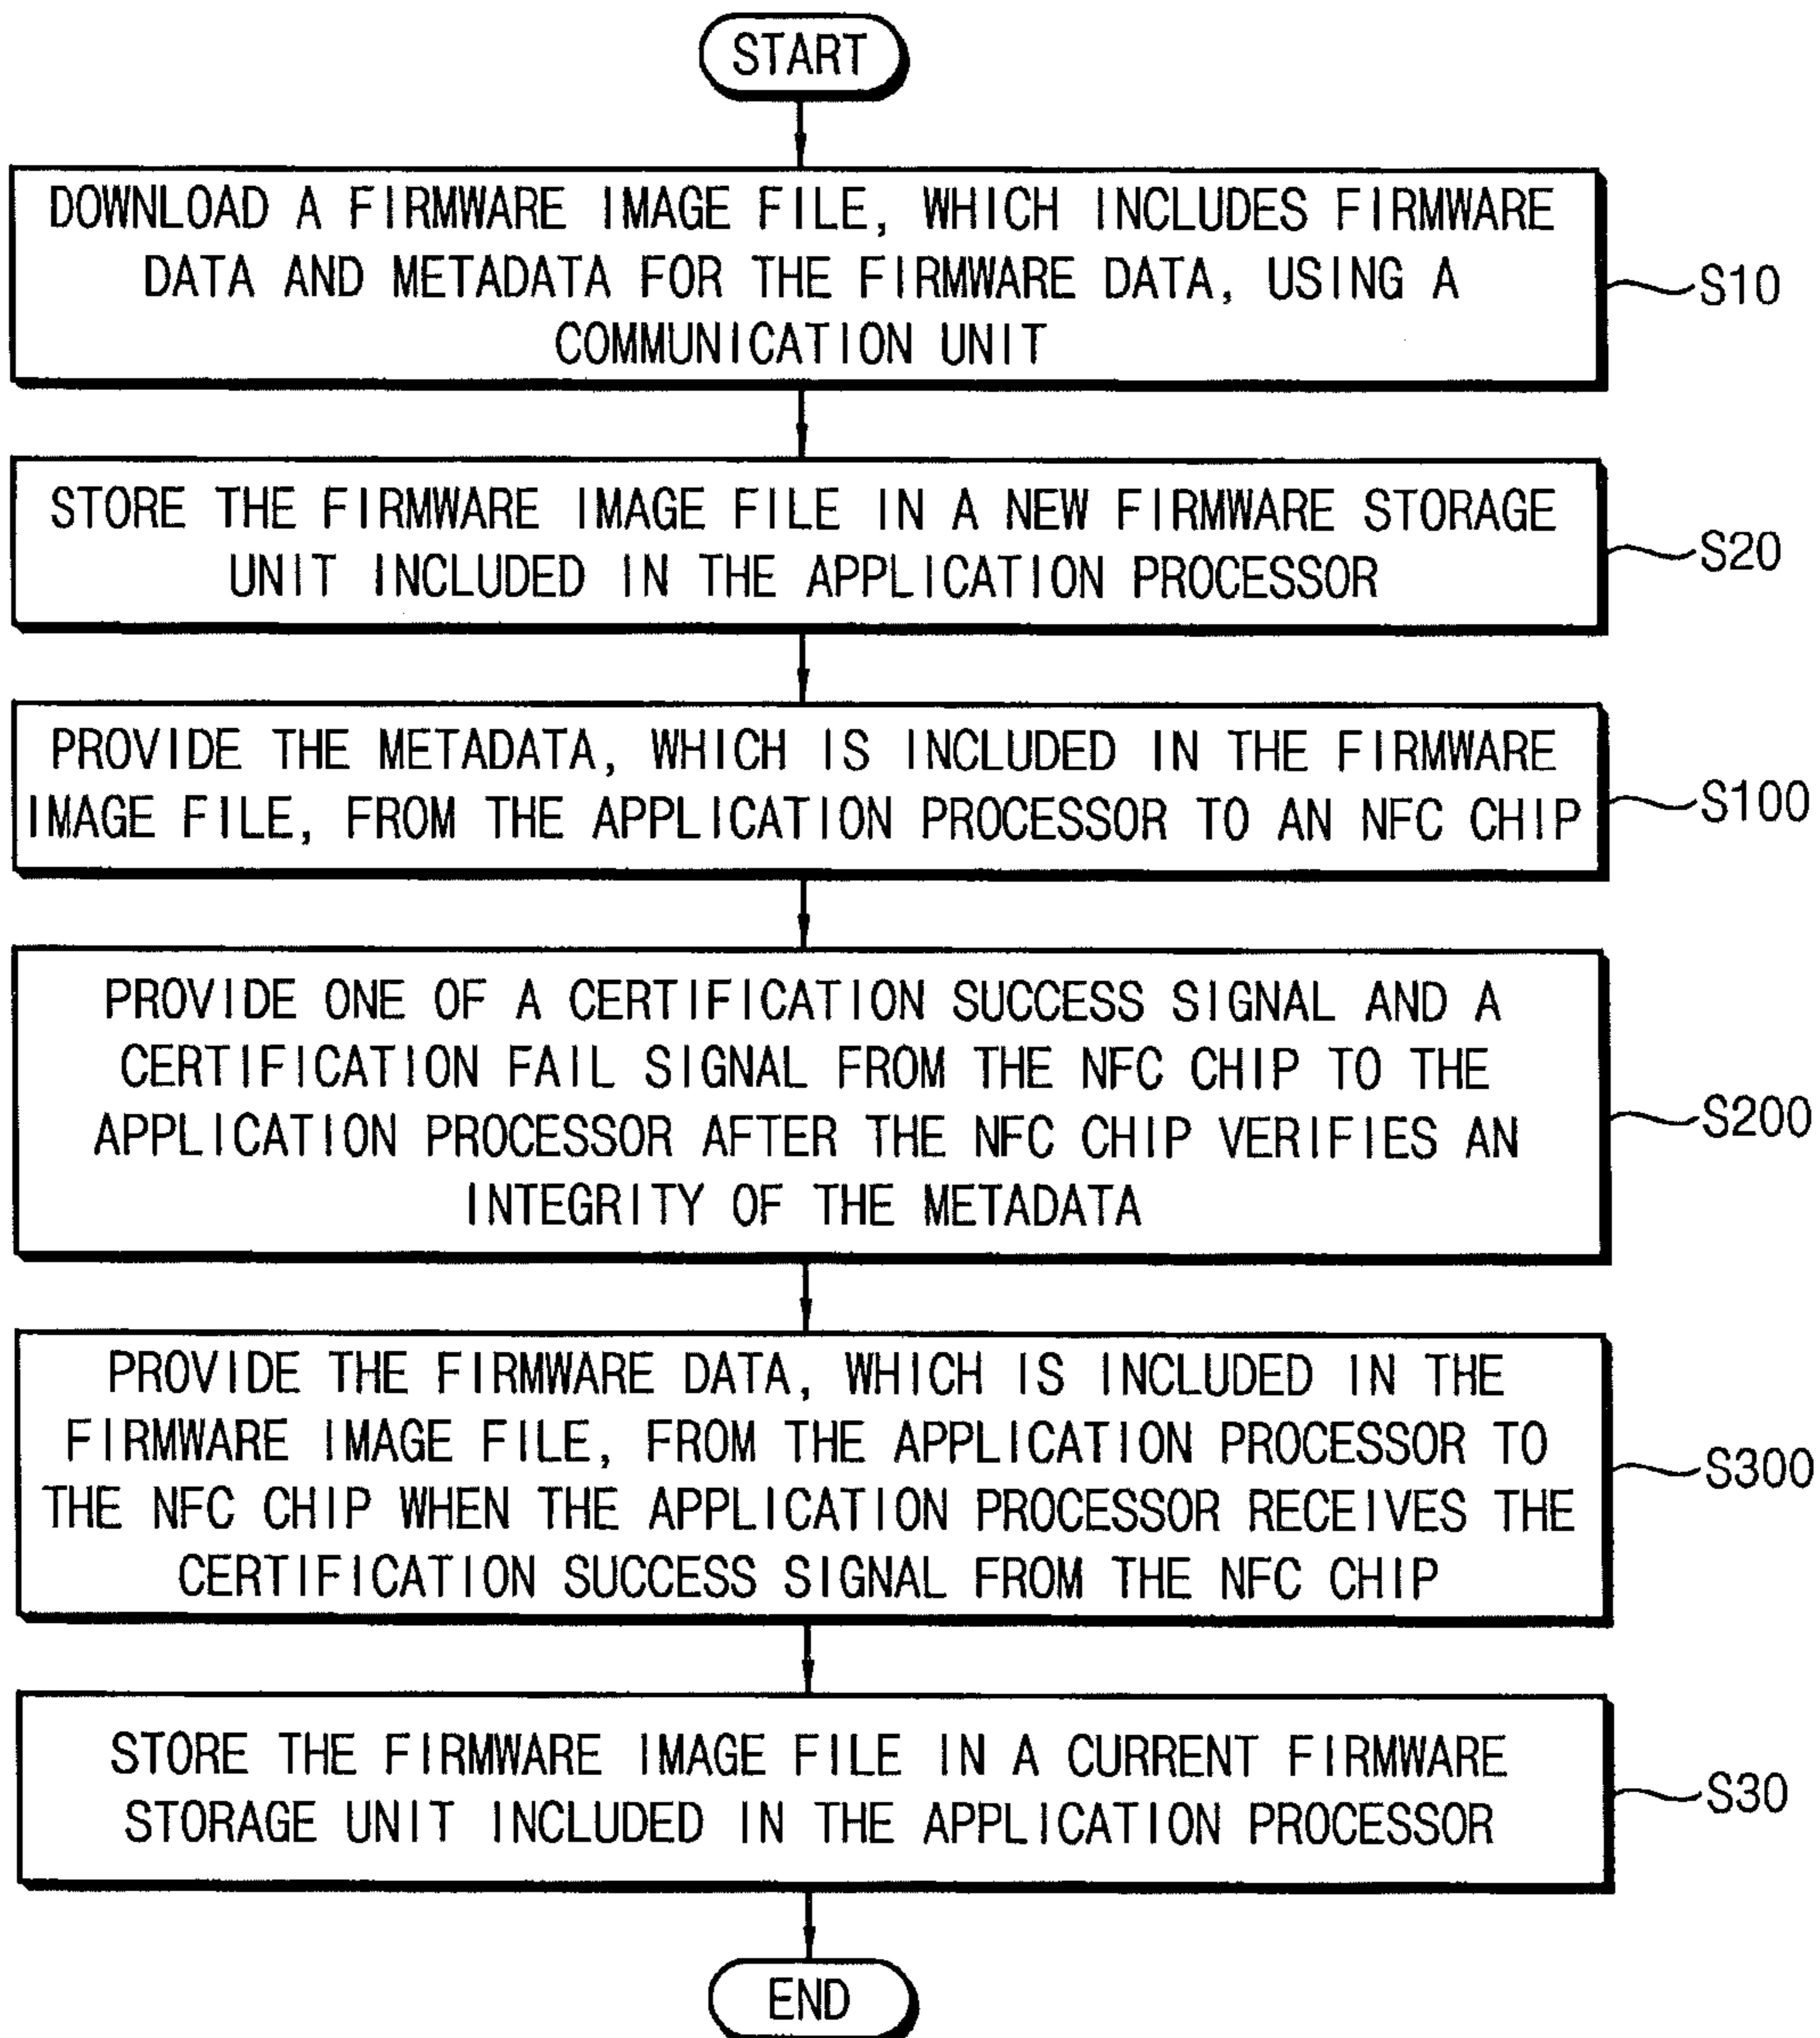 START
DOWNLOAD A FIRMWARE IMAGE FILE, WHICH INCLUDES FIRMWARE
DATA AND METADATA FOR THE FIRMWARE DATA, USING A
COMMUNICATION UNIT
S10
STORE THE FIRMWARE IMAGE FILE IN A NEW FIRMWARE STORAGE
UNIT INCLUDED IN THE APPLICATION PROCESSOR
S20
PROVIDE THE METADATA, WHICH IS INCLUDED IN THE FIRMWARE
IMAGE FILE, FROM THE APPLICATION PROCESSOR TO AN NFC CHIP
S100
PROVIDE ONE OF A CERTIFICATION SUCCESS SIGNAL AND A
CERTIFICATION FAIL SIGNAL FROM THE NFC CHIP TO THE
APPLICATION PROCESSOR AFTER THE NFC CHIP VERIFIES AN
INTEGRITY OF THE METADATA
S200
PROVIDE THE FIRMWARE DATA, WHICH IS INCLUDED IN THE
FIRMWARE IMAGE FILE, FROM THE APPLICATION PROCESSOR TO
THE NFC CHIP WHEN THE APPLICATION PROCESSOR RECEIVES THE
CERTIFICATION SUCCESS SIGNAL FROM THE NFC CHIP
S300
STORE THE FIRMWARE IMAGE FILE IN A CURRENT FIRMWARE
STORAGE UNIT INCLUDED IN THE APPLICATION PROCESSOR
S30
END